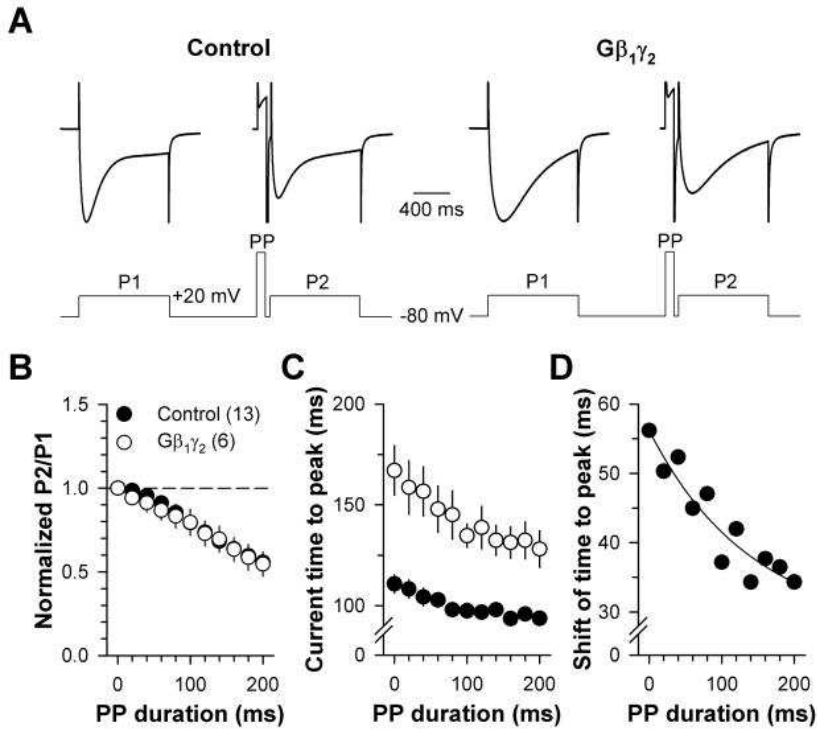 A
Control
Gβ1γ2
400 ms
PP
PP
P1
P2
P1
P2
+20 mV
-80 mV
B
1.5
1.0
0.5
0.0
Normalized P2/P1
Control (13)
Gβ1γ2 (6)
0 100 200
PP duration (ms)
C
200
150
100
0
Current time to peak (ms)
0 100 200
PP duration (ms)
D
60
50
40
30
0
Shift of time to peak (ms)
0 100 200
PP duration (ms)